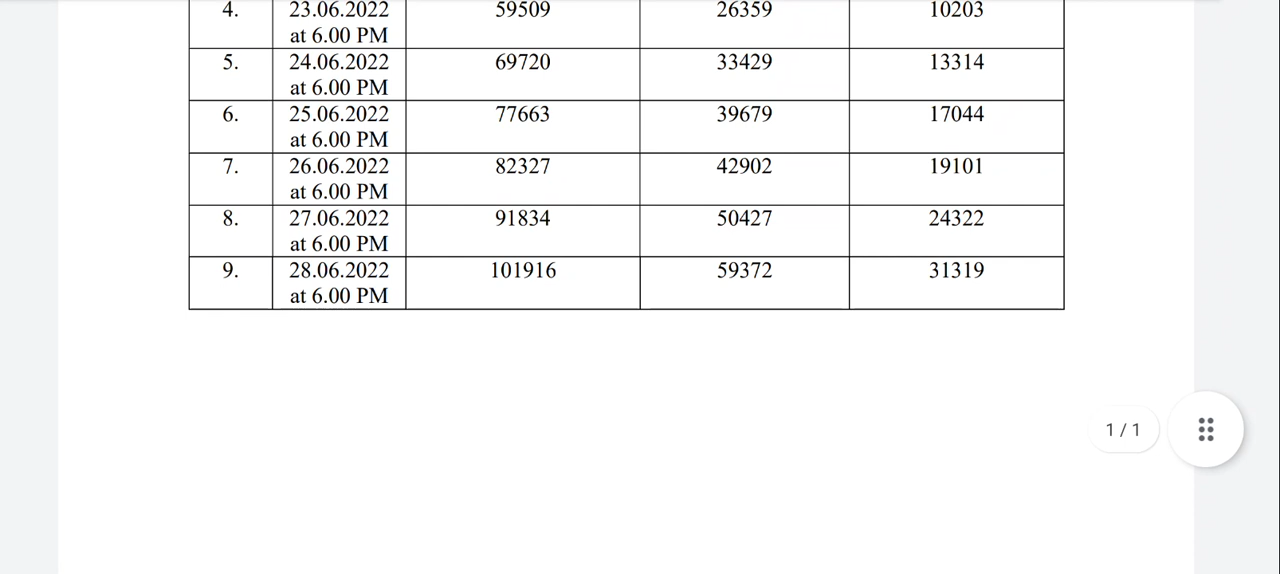 4. 23.06.2022 59509 26359 10203
at 6.00 PM
5. 24.06.2022 69720 33429 13314
at 6.00 PM
6. 25.06.2022 77663 39679 17044
at 6.00 PM
7. 26.06.2022 82327 42902 19101
at 6.00 PM
8. 27.06.2022 91834 50427 24322
at 6.00 PM
9. 28.06.2022 101916 59372 31319
at 6.00 PM
1 / 1